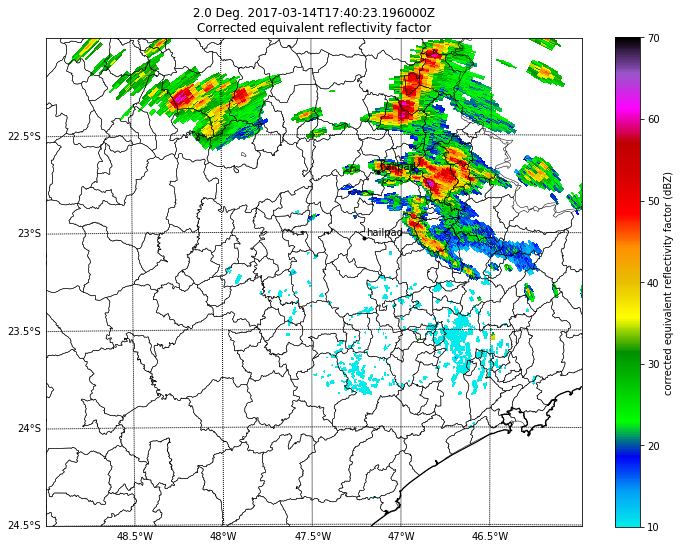 2.0 Deg. 2017-03-14T17:40:23.196000Z
Corrected equivalent reflectivity factor
70
60
50
40
30
20
10
corrected equivalent reflectivity factor (dBZ)
22.5°S
23°S
23.5°S
24°S
24.5°S
hailpad
hailpad
48.5°W
48°W
47.5°W
47°W
46.5°W